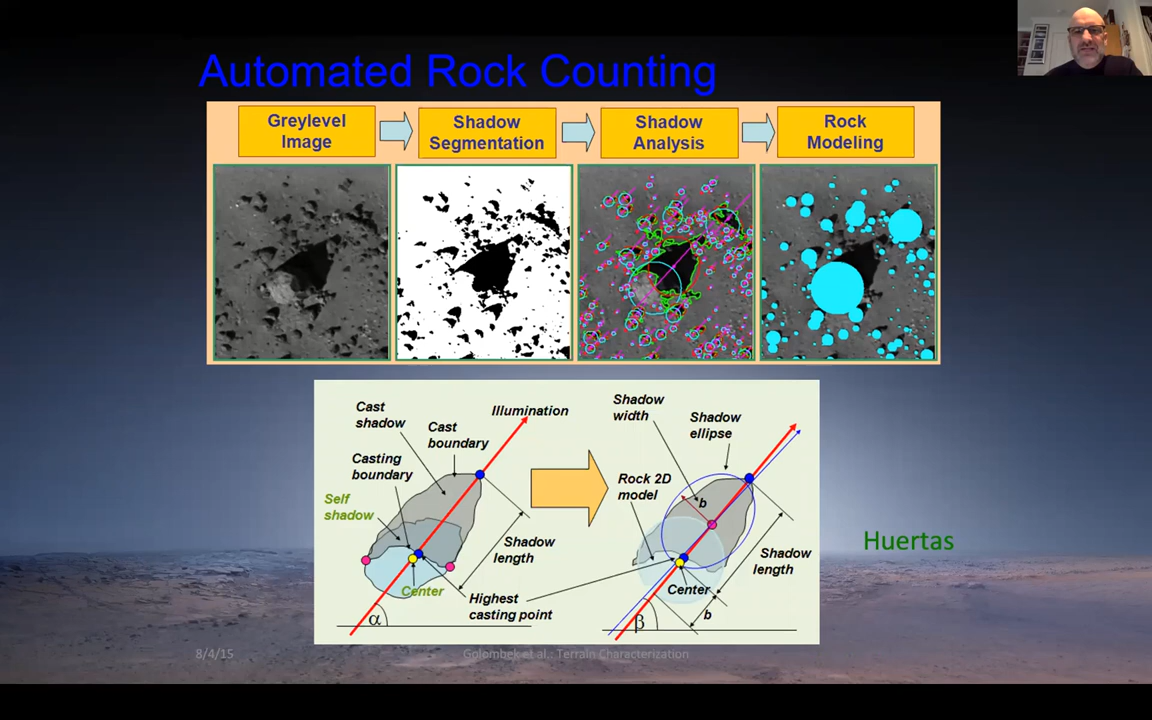 Automated Rock Counting
Greylevel
Image
Shadow
Segmentation
Shadow
Analysis
Rock
Modeling
Cast
shadow
Illumination
Cast
boundary
Casting
boundary
Self
shadow
Shadow
length
Center
Highest
casting point
α
Shadow
width
Shadow
ellipse
Rock 2D
model
b
Shadow
length
Center
b
β
Huertas
8/4/15
Golombek et al.: Terrain Characterization